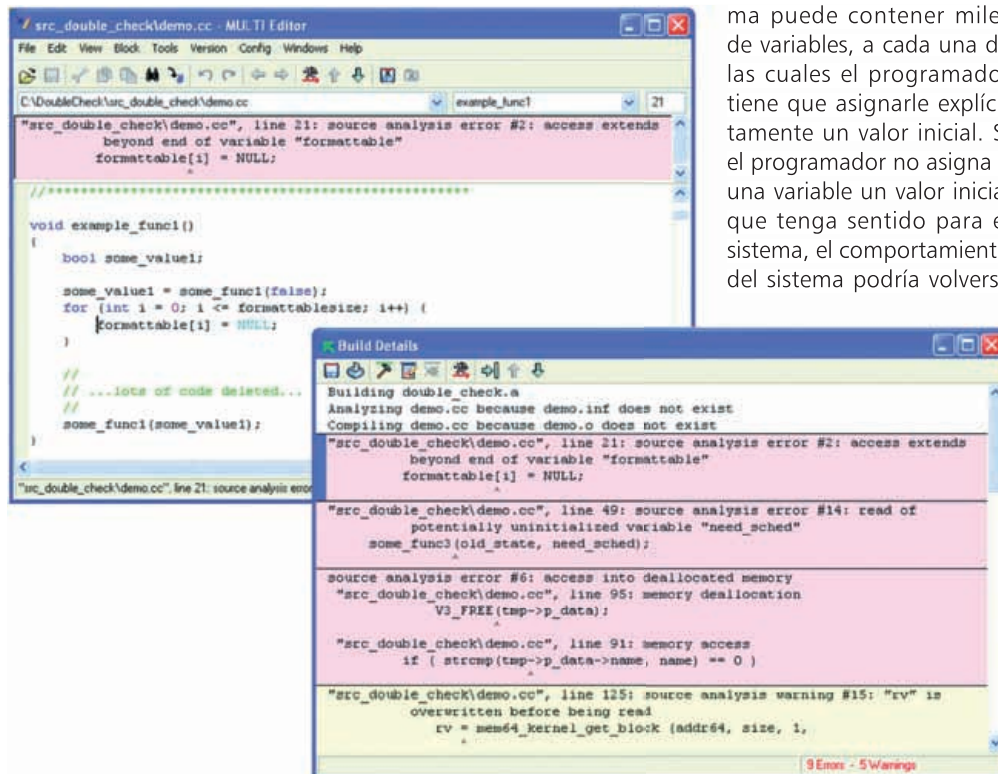 src_double_check\demo.cc - MULTI Editor
File Edit View Block Tools Version Config Windows Help
C:\DoubleCheck\src_double_check\demo.cc example_func1 21
"src_double_check\demo.cc", line 21: source analysis error #2: access extends
beyond end of variable "formattable"
formattable[i] = NULL;
^
//************************************************
void example_func1()
{
bool some_value1;
some_value1 = some_func1(false);
for (int i = 0; i <= formattablesize; i++) {
formattable[i] = NULL;
}
//
// ...lots of code deleted...
//
some_func1(some_value1);
}
"src_double_check\demo.cc", line 21: source analysis error
ma puede contener mile
de variables, a cada una d
las cuales el programado
tiene que asignarle explíc
tamente un valor inicial. S
el programador no asigna
una variable un valor inicia
que tenga sentido para e
sistema, el comportamient
del sistema podría volvers
Build Details
Building double_check.a
Analyzing demo.cc because demo.inf does not exist
Compiling demo.cc because demo.o does not exist
"src_double_check\demo.cc", line 21: source analysis error #2: access extends
beyond end of variable "formattable"
formattable[i] = NULL;
^
"src_double_check\demo.cc", line 49: source analysis error #14: read of
potentially uninitialized variable "need_sched"
some_func3(old_state, need_sched);
^
source analysis error #6: access into deallocated memory
"src_double_check\demo.cc", line 95: memory deallocation
V3_FREE(tmp->p_data);
^
"src_double_check\demo.cc", line 91: memory access
if ( strcmp(tmp->p_data->name, name) == 0 )
^
"src_double_check\demo.cc", line 125: source analysis warning #15: "rv" is
overwritten before being read
rv = mem64_kernel_get_block (addr64, size, 1,
^
9 Errors - 5 Warnings